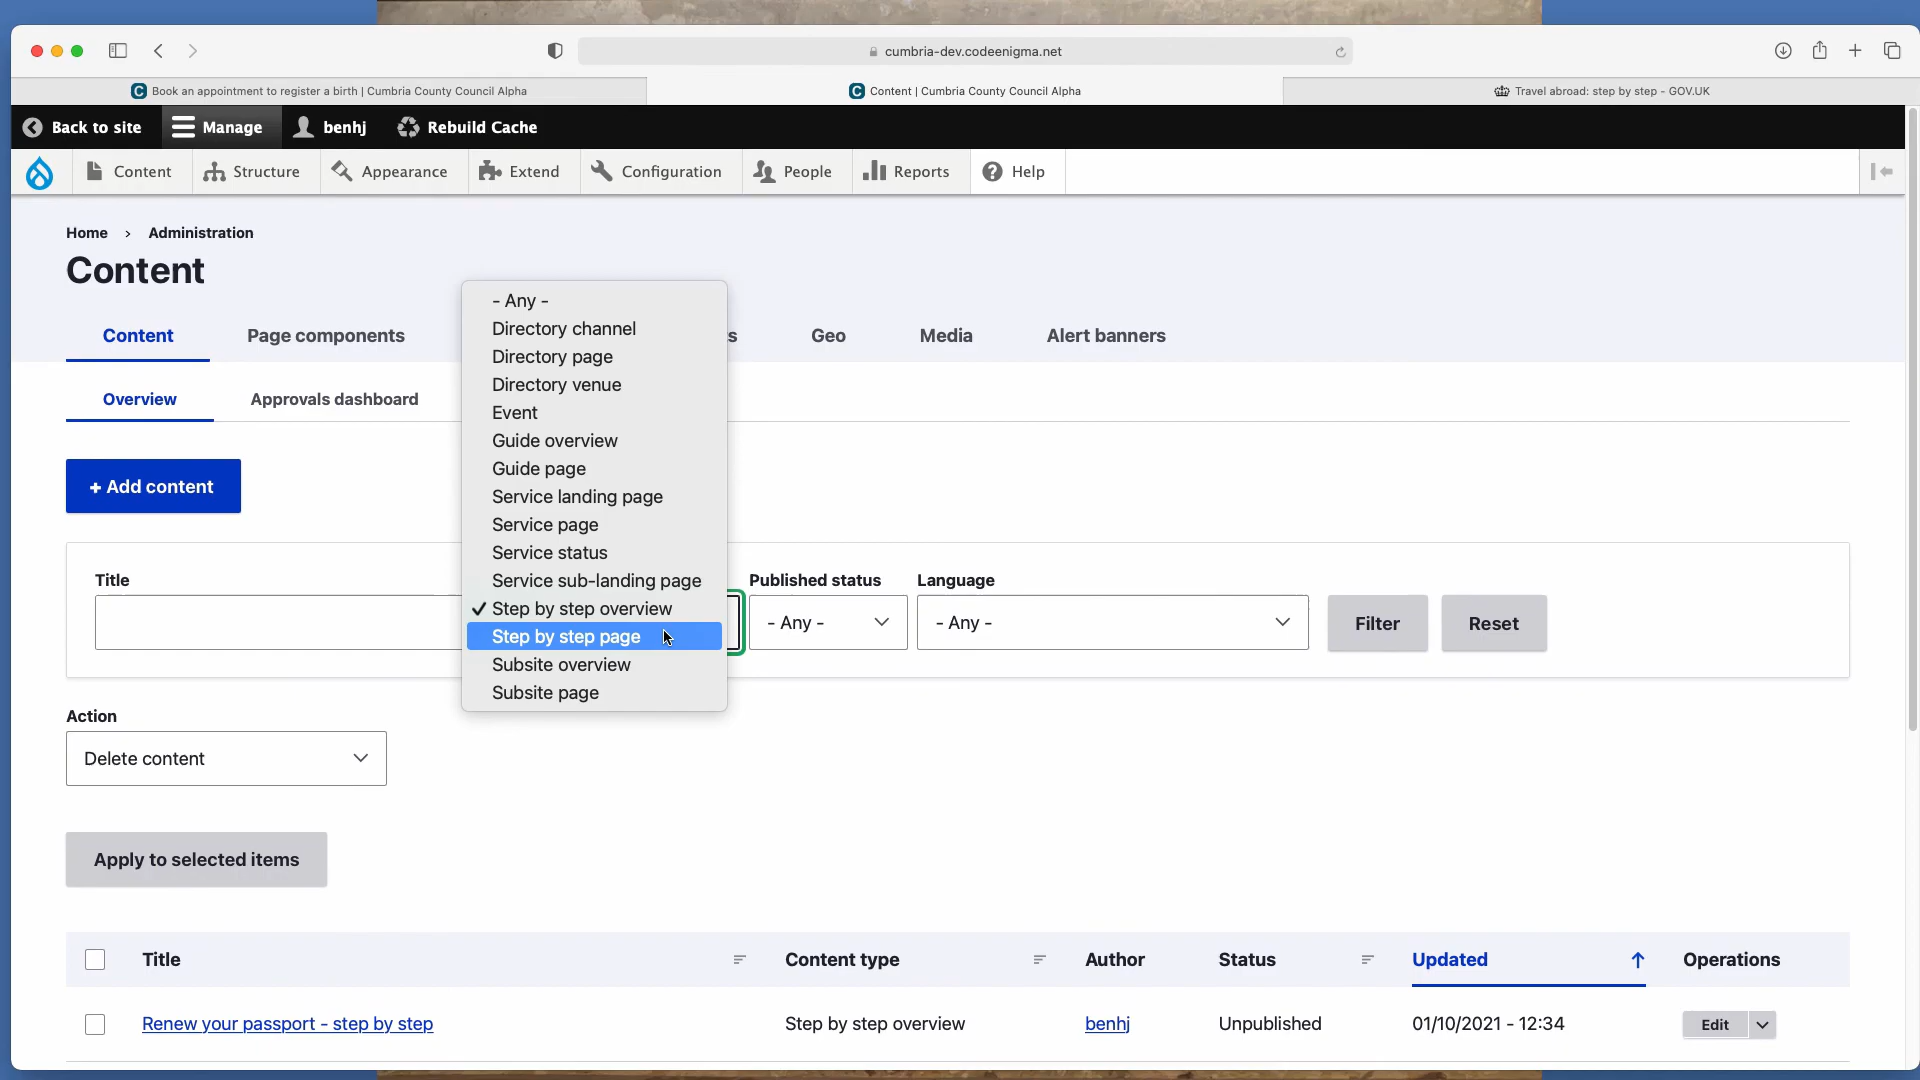 cumbria-dev.codeenigma.net
Book an appointment to register a birth | Cumbria County Council Alpha
Content | Cumbria County Council Alpha
Travel abroad: step by step - GOV.UK
Back to site
Manage
benhj
Rebuild Cache
Content
Structure
Appearance
Extend
Configuration
People
Reports
Help
Home › Administration
Content
Content
Page components
s
Geo
Media
Alert banners
Overview
Approvals dashboard
- Any -
Directory channel
Directory page
Directory venue
Event
Guide overview
Guide page
Service landing page
Service page
Service status
Service sub-landing page
✓ Step by step overview
Step by step page
Subsite overview
Subsite page
+ Add content
Title
Published status
Language
- Any -
- Any -
Filter
Reset
Action
Delete content
Apply to selected items
Title
Content type
Author
Status
Updated
Operations
Renew your passport - step by step
Step by step overview
benhj
Unpublished
01/10/2021 - 12:34
Edit